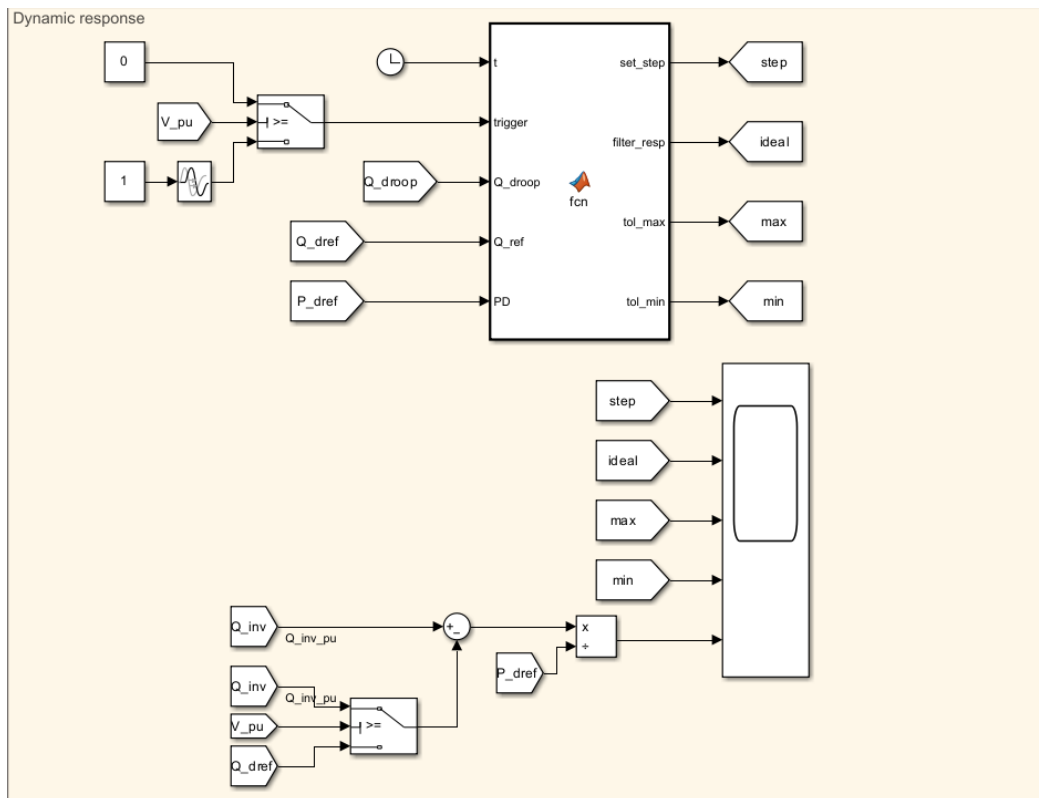 Dynamic response
0
V_pu
>=
1
t
trigger
Q_droop
Q_droop
Q_dref
Q_ref
P_dref
PD
fcn
set_step
step
filter_resp
ideal
tol_max
max
tol_min
min
step
ideal
max
min
Q_inv
Q_inv_pu
+
_
x
÷
P_dref
Q_inv
Q_inv_pu
V_pu
>=
Q_dref